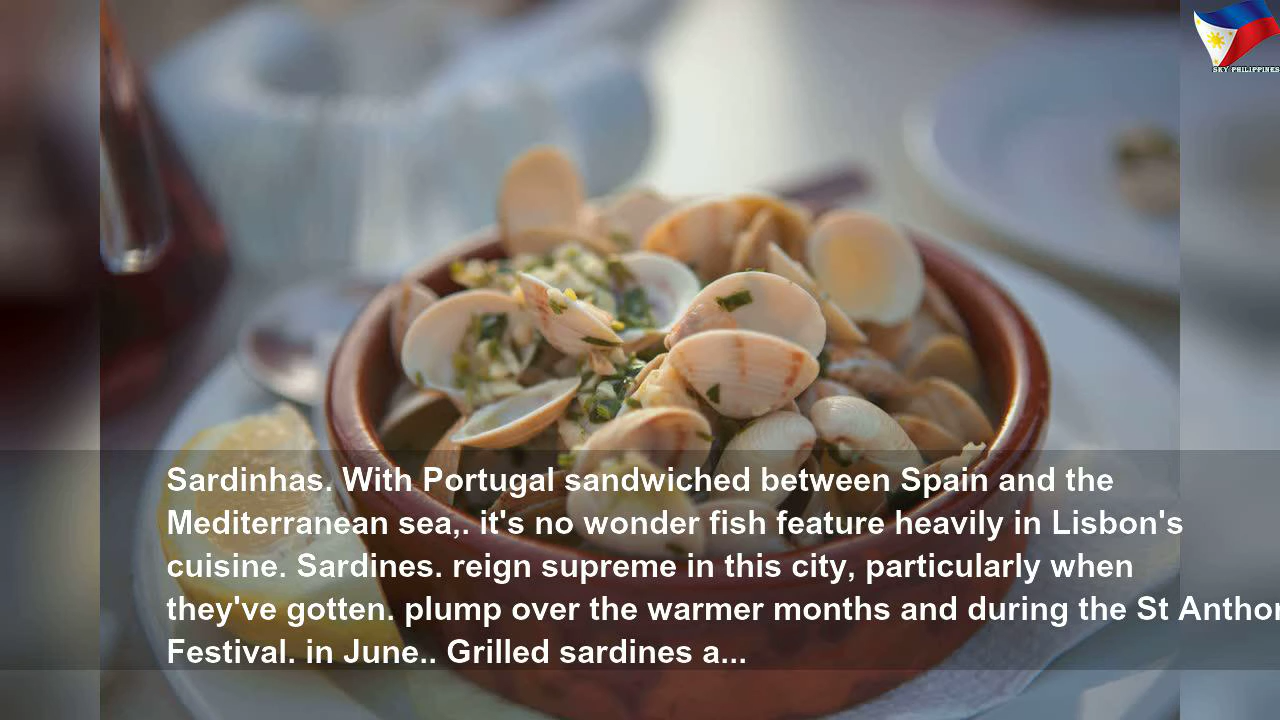 SKY PHILIPPINES
Sardinhas. With Portugal sandwiched between Spain and the
Mediterranean sea,. it's no wonder fish feature heavily in Lisbon's
cuisine. Sardines. reign supreme in this city, particularly when
they've gotten. plump over the warmer months and during the St Anthon
Festival. in June.. Grilled sardines a...